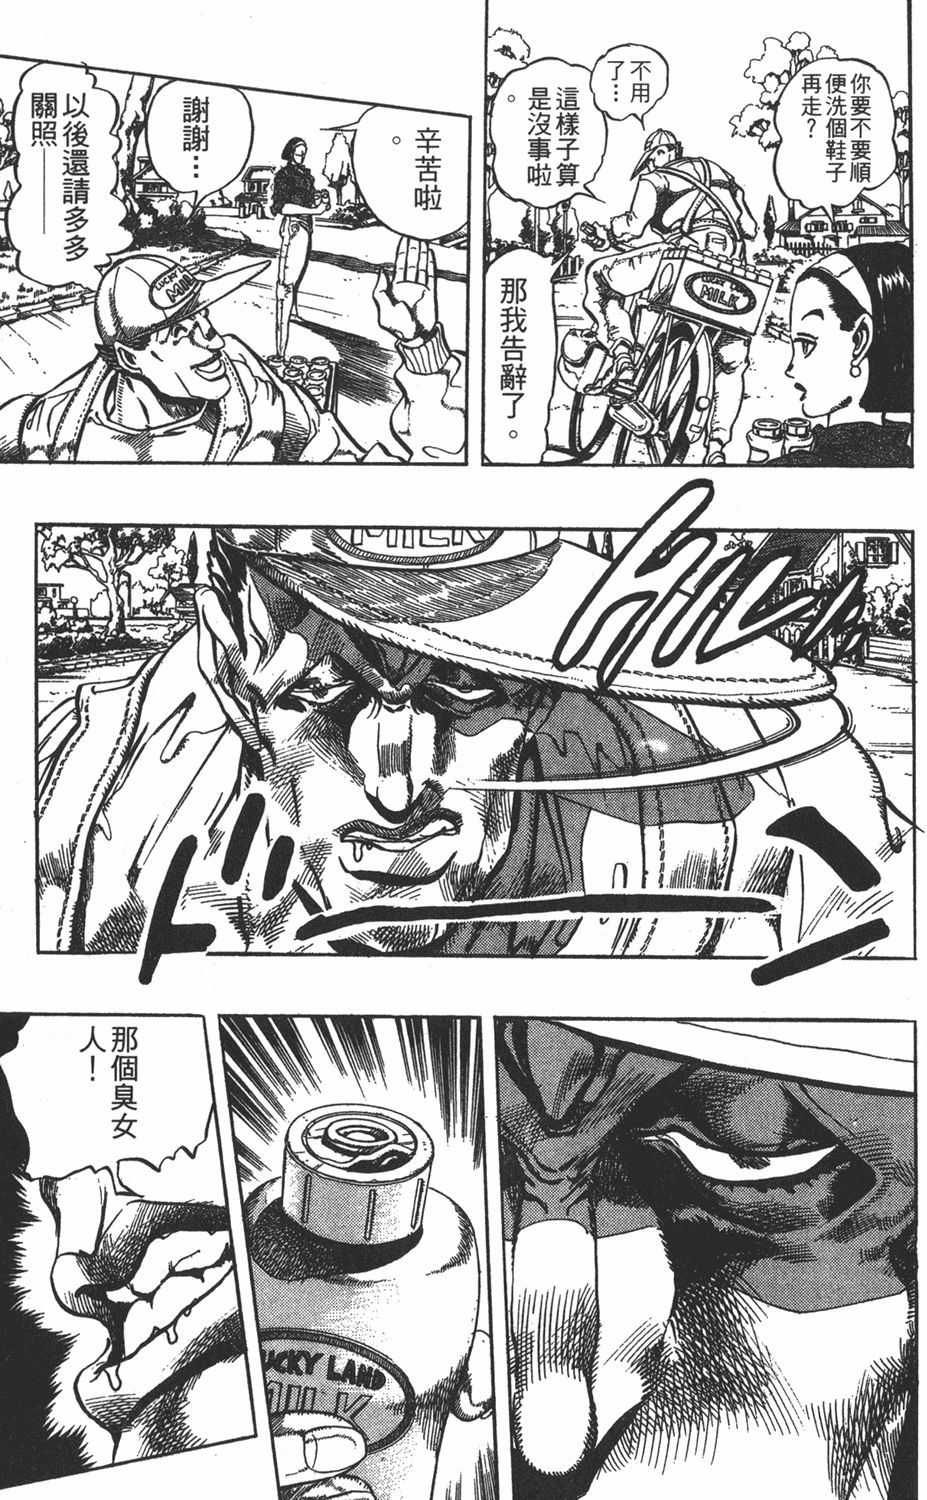 你要不要順
便洗個鞋子
再走？
不用
了…
這樣子算
是沒事啦
。
那我告辭了。
LUCKY LAND
MILK
辛苦啦
。
謝謝…
以後還請多多
關照——
LUCKY LAND
MILK
MILK
ドドーン
LUCKY LAND
MILK
那個臭女
人！